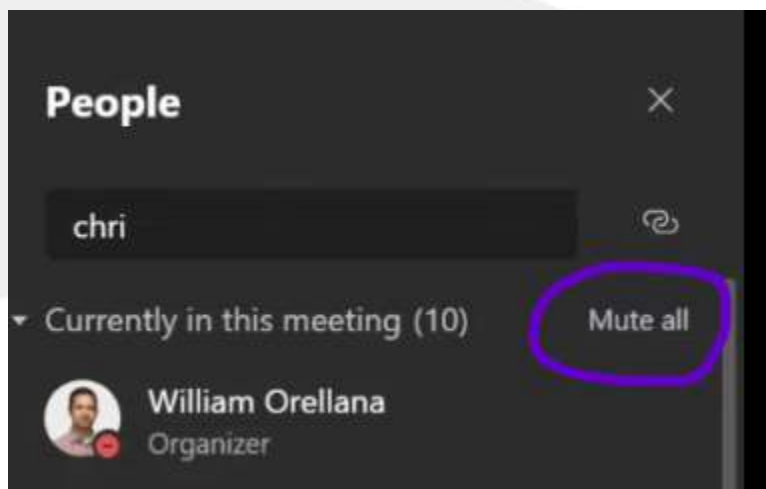 People
chri
Currently in this meeting (10) Mute all
William Orellana
Organizer